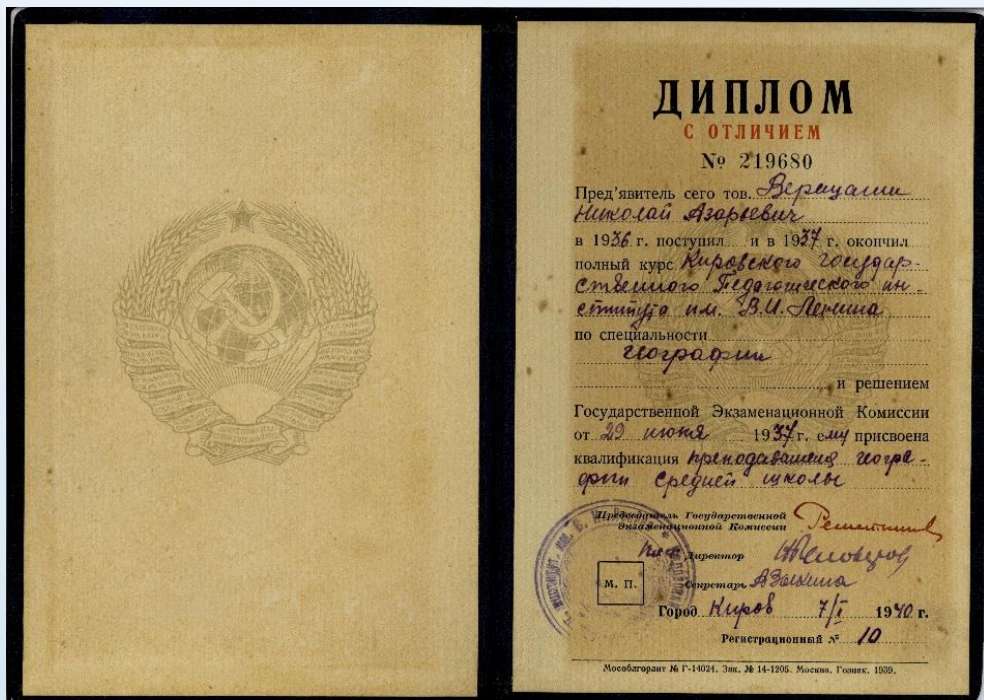 ДИПЛОМ
С ОТЛИЧИЕМ
№ 219680
Пред'явитель сего тов. Верещагин
Николай Азарьевич
в 1936 г. поступил и в 1937 г. окончил
полный курс Кировского государ-
ственного Педагогического ин-
ститута им. В.И. Ленина
по специальности
географии
и решением
Государственной Экзаменационной Комиссии
от 29 июня 1937 г. ему присвоена
квалификация преподавателя геогра-
фии средней школы
Председатель Государственной
Экзаменационной Комиссии
Директор
М. П.
Секретарь
Город Киров 7/I 1940 г.
Регистрационный № 10
Мособлгорлит № Г-14024. Зак. № 14-1205. Москва. Гознак. 1939.